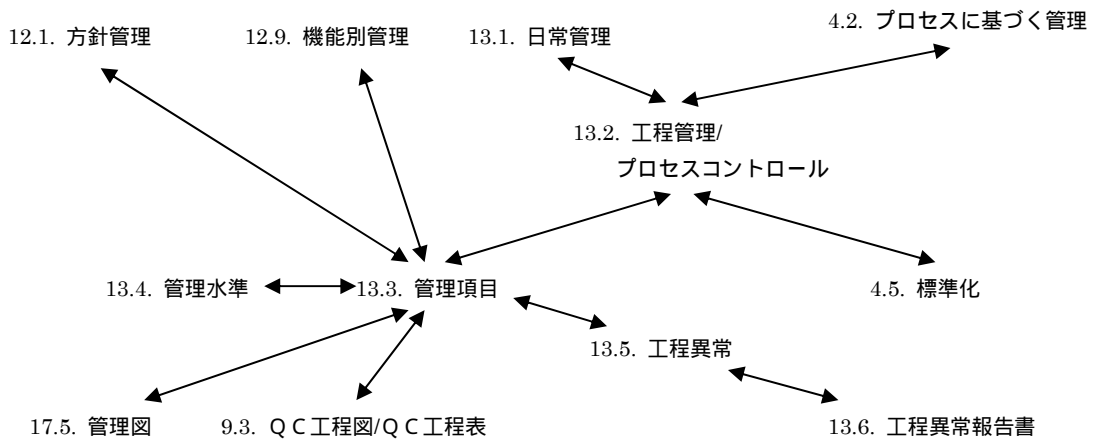 4.2. プロセスに基づく管理
12.1. 方針管理
12.9. 機能別管理
13.1. 日常管理
13.2. 工程管理/
プロセスコントロール
13.4. 管理水準
13.3. 管理項目
4.5. 標準化
13.5. 工程異常
17.5. 管理図
9.3. QC工程図/QC工程表
13.6. 工程異常報告書